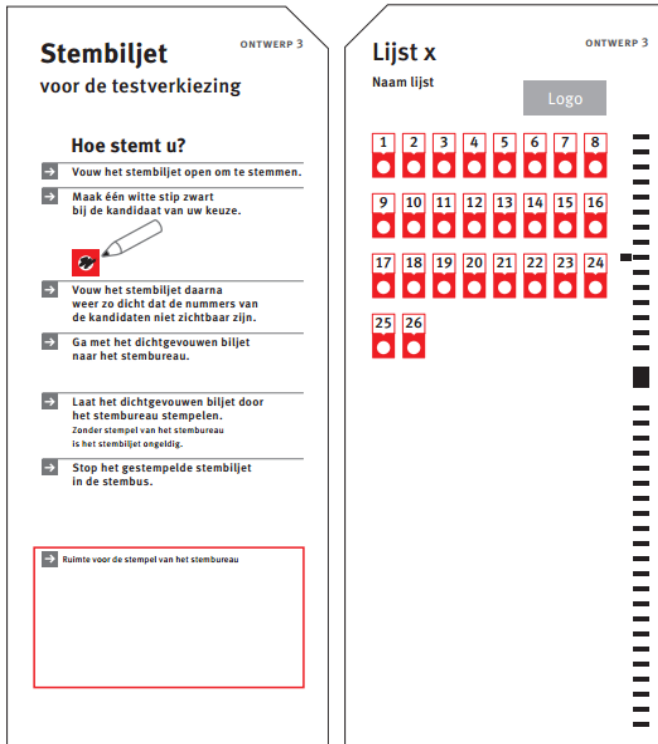 ONTWERP 3
Stembiljet
voor de testverkiezing
Hoe stemt u?
Vouw het stembiljet open om te stemmen.
Maak één witte stip zwart
bij de kandidaat van uw keuze.
Vouw het stembiljet daarna
weer zo dicht dat de nummers van
de kandidaten niet zichtbaar zijn.
Ga met het dichtgevouwen biljet
naar het stembureau.
Laat het dichtgevouwen biljet door
het stembureau stempelen.
Zonder stempel van het stembureau
is het stembiljet ongeldig.
Stop het gestempelde stembiljet
in de stembus.
Ruimte voor de stempel van het stembureau
ONTWERP 3
Lijst x
Naam lijst
Logo
1 2 3 4 5 6 7 8
9 10 11 12 13 14 15 16
17 18 19 20 21 22 23 24
25 26